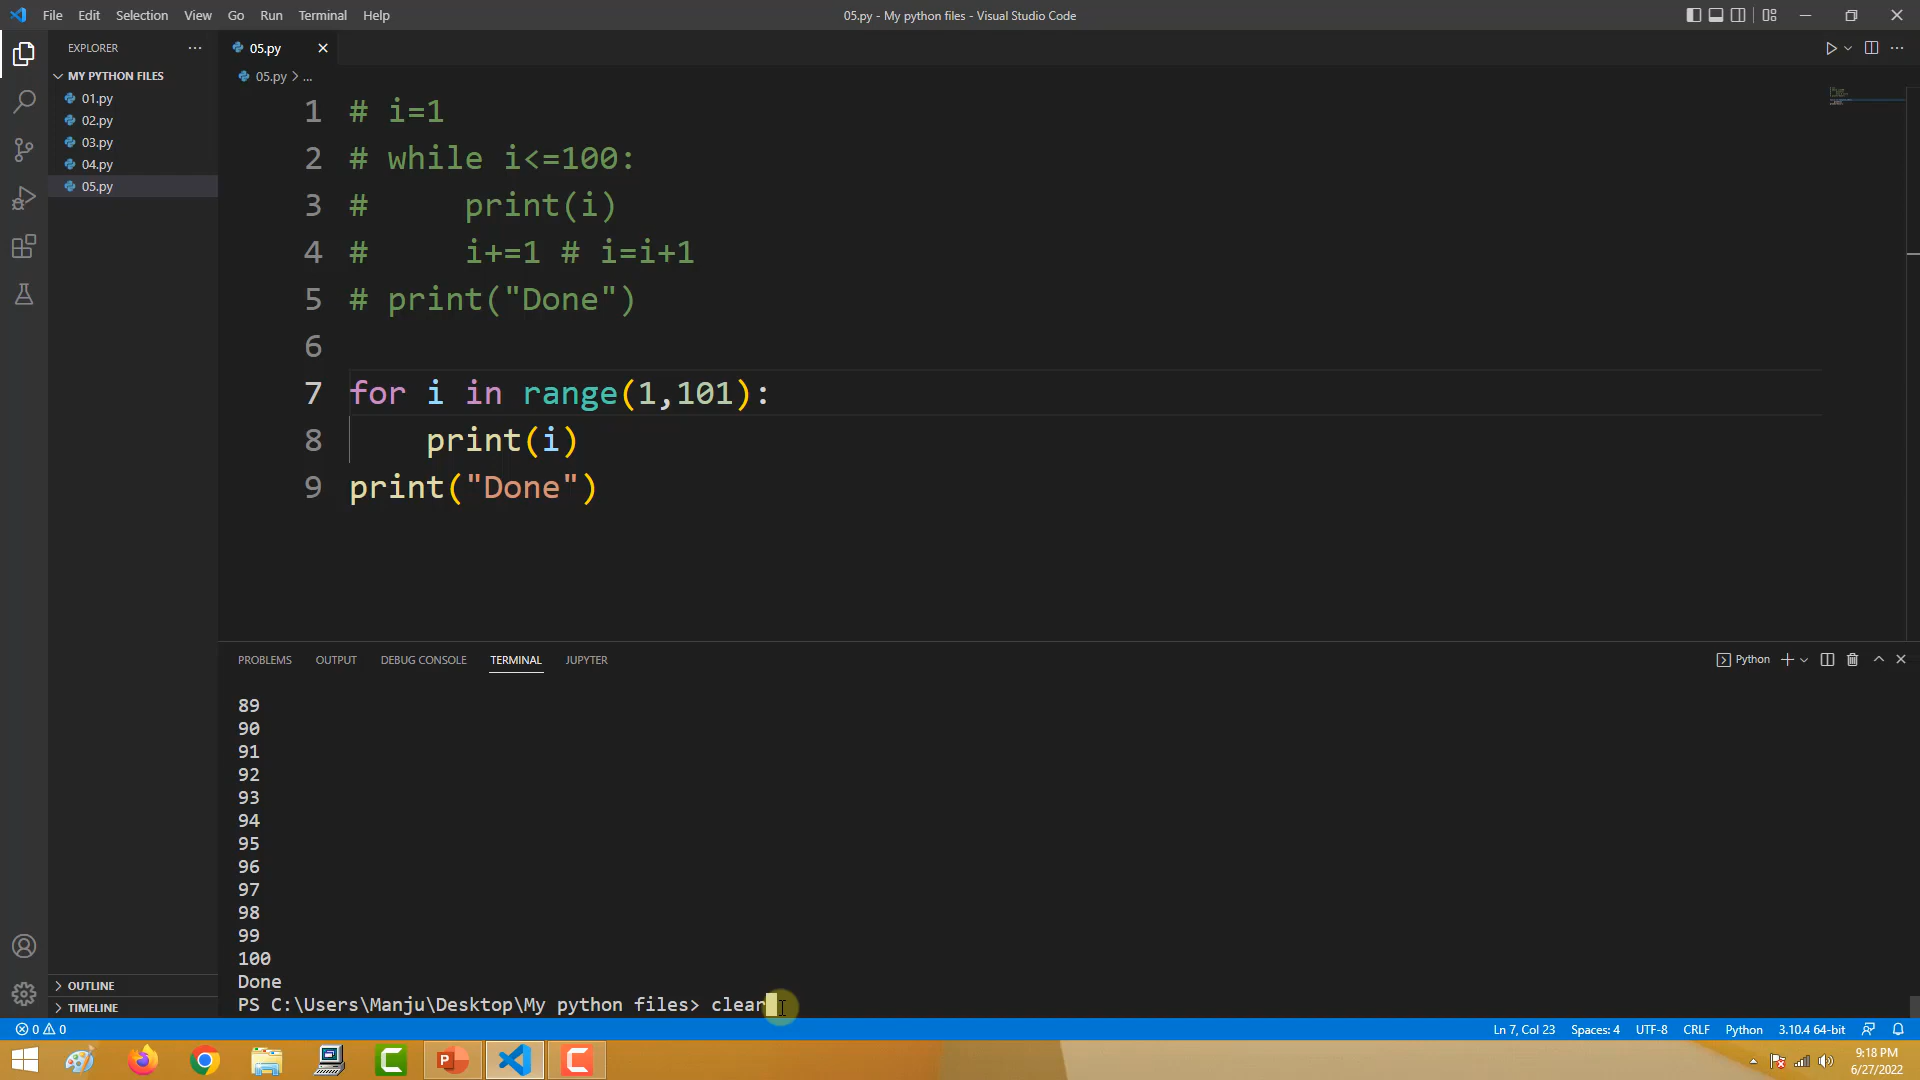 File Edit Selection View Go Run Terminal Help
05.py - My python files - Visual Studio Code
EXPLORER
MY PYTHON FILES
01.py
02.py
03.py
04.py
05.py
OUTLINE
TIMELINE
05.py
05.py > ...
1 # i=1
2 # while i<=100:
3 #     print(i)
4 #     i+=1 # i=i+1
5 # print("Done")
6
7 for i in range(1,101):
8     print(i)
9 print("Done")
PROBLEMS OUTPUT DEBUG CONSOLE TERMINAL JUPYTER
Python
89
90
91
92
93
94
95
96
97
98
99
100
Done
PS C:\Users\Manju\Desktop\My python files> clear
0 0
Ln 7, Col 23 Spaces: 4 UTF-8 CRLF Python 3.10.4 64-bit
9:18 PM
6/27/2022